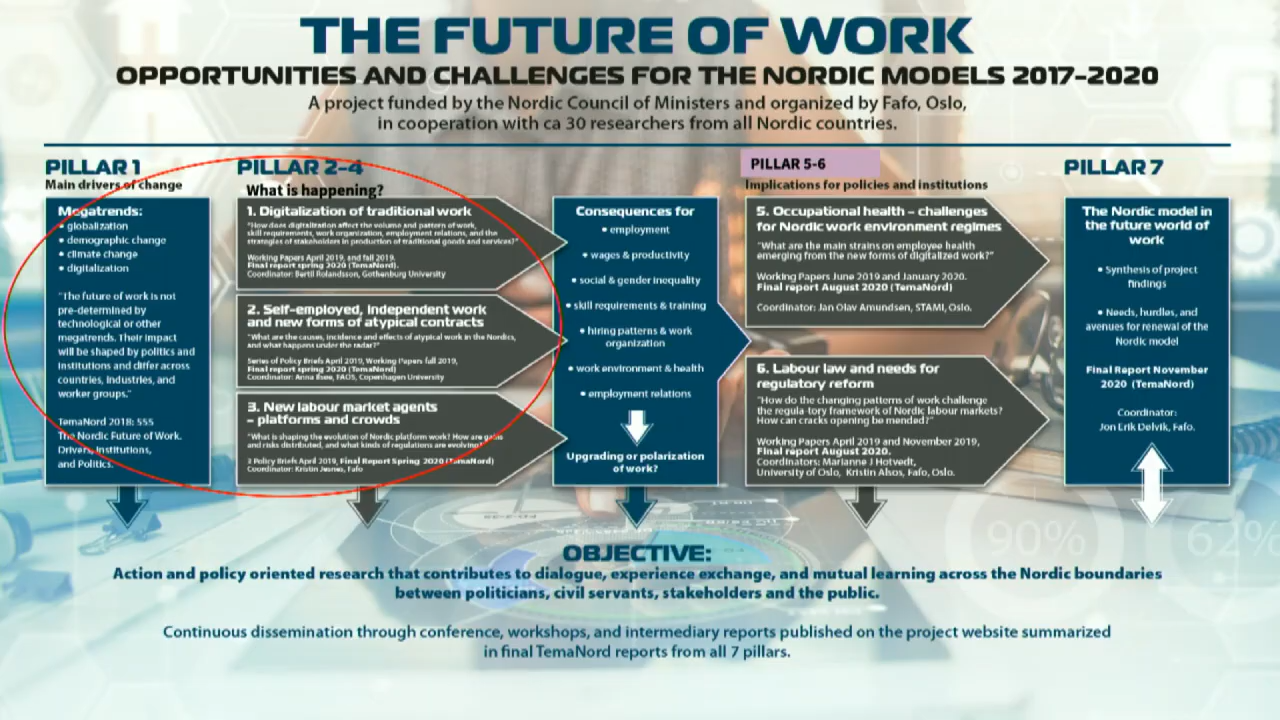 THE FUTURE OF WORK
OPPORTUNITIES AND CHALLENGES FOR THE NORDIC MODELS 2017–2020
A project funded by the Nordic Council of Ministers and organized by Fafo, Oslo,
in cooperation with ca 30 researchers from all Nordic countries.
PILLAR 1
Main drivers of change
Megatrends:
• globalization
• demographic change
• climate change
• digitalization
"The future of work is not
pre-determined by
technological or other
megatrends. Their impact
will be shaped by politics and
institutions and differ across
countries, industries, and
worker groups."
TemaNord 2018: 555
The Nordic Future of Work.
Drivers, Institutions,
and Politics.
PILLAR 2-4
What is happening?
1. Digitalization of traditional work
"How does digitalization affect the volume and pattern of work,
skill requirements, work organization, employment relations, and the
strategies of stakeholders in production of traditional goods and services?"
Working Papers April 2019, and fall 2019.
Final report spring 2020 (TemaNord).
Coordinator: Bertil Rolandsson, Gothenburg University
2. Self-employed, independent work
and new forms of atypical contracts
"What are the causes, incidence and effects of atypical work in the Nordics,
and what happens under the radar?"
Series of Policy Briefs April 2019, Working Papers fall 2019,
Final report spring 2020 (TemaNord)
Coordinator: Anna Ilsøe, FAOS, Copenhagen University
3. New labour market agents
– platforms and crowds
"What is shaping the evolution of Nordic platform work? How are gains
and risks distributed, and what kinds of regulations are evolving?"
3 Policy Briefs April 2019, Final Report Spring 2020 (TemaNord)
Coordinator: Kristin Jesnes, Fafo
Consequences for
• employment
• wages & productivity
• social & gender inequality
• skill requirements & training
• hiring patterns & work
organization
• work environment & health
• employment relations
Upgrading or polarization
of work?
PILLAR 5-6
Implications for policies and institutions
5. Occupational health – challenges
for Nordic work environment regimes
"What are the main strains on employee health
emerging from the new forms of digitalized work?"
Working Papers June 2019 and January 2020.
Final report August 2020 (TemaNord)
Coordinator: Jan Olav Amundsen, STAMI, Oslo.
6. Labour law and needs for
regulatory reform
"How do the changing patterns of work challenge
the regula-tory framework of Nordic labour markets?
How can cracks opening be mended?"
Working Papers April 2019 and November 2019,
Final report August 2020.
Coordinators: Marianne J Hotvedt,
University of Oslo, Kristin Alsos, Fafo, Oslo.
PILLAR 7
The Nordic model in
the future world of
work
• Synthesis of project
findings
• Needs, hurdles, and
avenues for renewal of the
Nordic model
Final Report November
2020 (TemaNord)
Coordinator:
Jon Erik Dølvik, Fafo.
90%
62%
OBJECTIVE:
Action and policy oriented research that contributes to dialogue, experience exchange, and mutual learning across the Nordic boundaries
between politicians, civil servants, stakeholders and the public.
Continuous dissemination through conference, workshops, and intermediary reports published on the project website summarized
in final TemaNord reports from all 7 pillars.